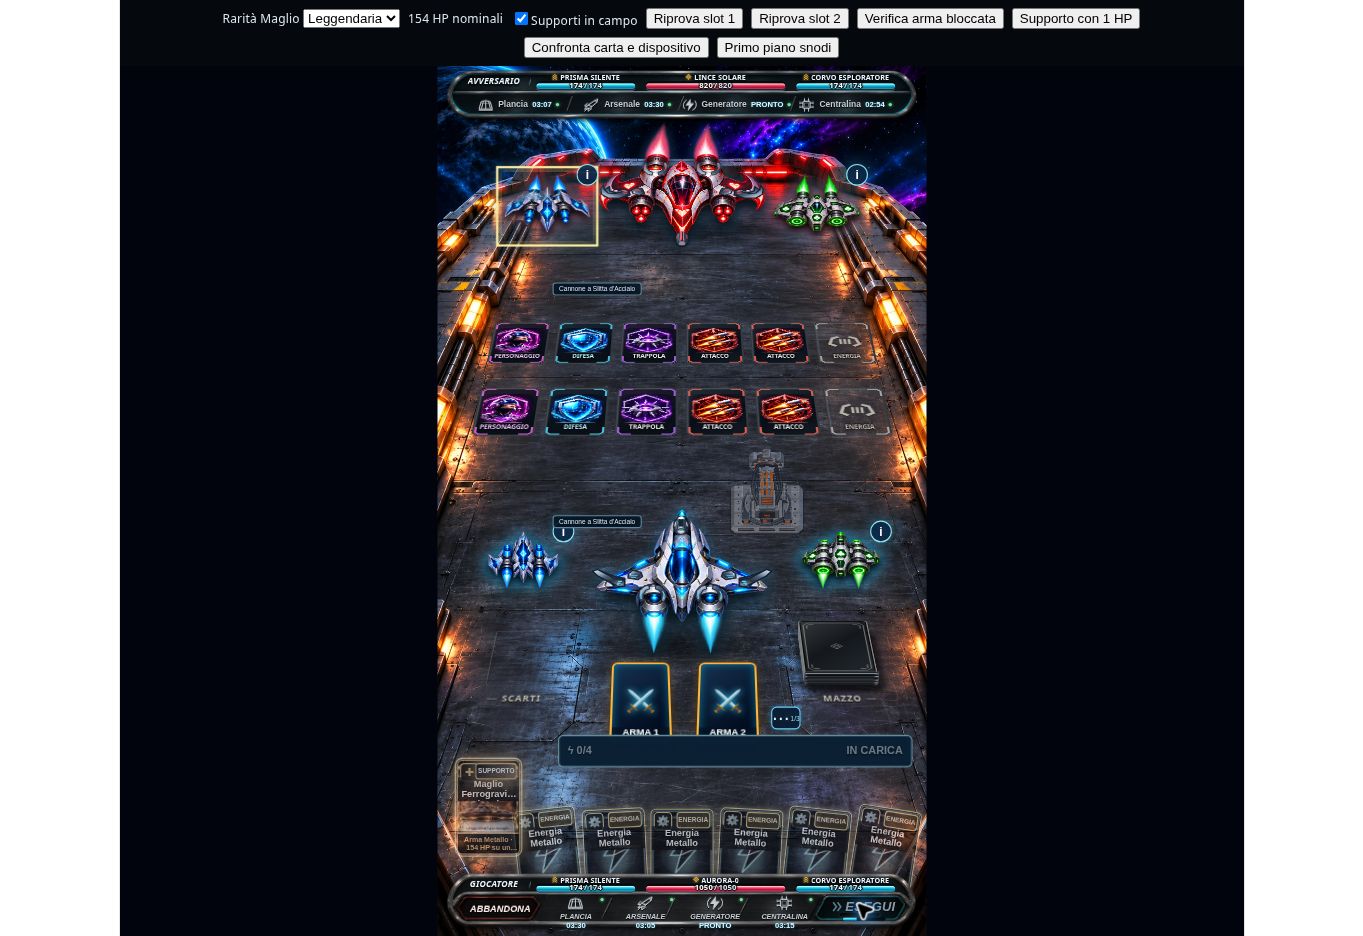 Rarità Maglio Leggendaria 154 HP nominali Supporti in campo Riprova slot 1 Riprova slot 2 Verifica arma bloccata Supporto con 1 HP
Confronta carta e dispositivo Primo piano snodi
AVVERSARIO PRISMA SILENTE LINCE SOLARE CORVO ESPLORATORE
174/174 820/820 174/174
Plancia 03:07 Arsenale 03:30 Generatore PRONTO Centralina 02:54
i i
Cannone a Slitta d'Acciaio
PERSONAGGIO DIFESA TRAPPOLA ATTACCO ATTACCO ENERGIA
PERSONAGGIO DIFESA TRAPPOLA ATTACCO ATTACCO ENERGIA
Cannone a Slitta d'Acciaio
i
SCARTI MAZZO
1/3
ARMA 1 ARMA 2
0/4 IN CARICA
SUPPORTO
Maglio
Ferrogravi...
Arma Metallo ·
154 HP su un...
ENERGIA ENERGIA ENERGIA ENERGIA ENERGIA ENERGIA
Energia Energia Energia Energia Energia Energia
Metallo Metallo Metallo Metallo Metallo Metallo
GIOCATORE PRISMA SILENTE AURORA-0 CORVO ESPLORATORE
174/174 1050/1050 174/174
ABBANDONA PLANCIA ARSENALE GENERATORE CENTRALINA
03:30 03:05 PRONTO 03:15